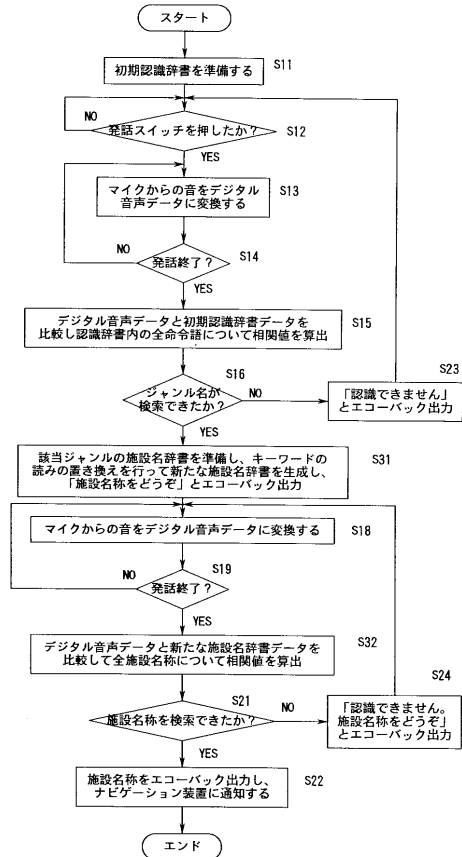 スタート
初期認識辞書を準備する
S11
NO
発話スイッチを押したか？
S12
YES
マイクからの音をデジタル
音声データに変換する
S13
NO
発話終了？
S14
YES
デジタル音声データと初期認識辞書データを
比較し認識辞書内の全命令語について相関値を算出
S15
S16
ジャンル名が
検索できたか？
NO
S23
「認識できません」
とエコーバック出力
YES
該当ジャンルの施設名辞書を準備し、キーワードの
読みの置き換えを行って新たな施設名辞書を生成し、
「施設名称をどうぞ」とエコーバック出力
S31
マイクからの音をデジタル音声データに変換する
S18
NO
S19
発話終了？
YES
デジタル音声データと新たな施設名辞書データを
比較して全施設名称について相関値を算出
S32
S21
施設名称を検索できたか？
NO
S24
「認識できません。
施設名称をどうぞ」
とエコーバック出力
YES
施設名称をエコーバック出力し、
ナビゲーション装置に通知する
S22
エンド